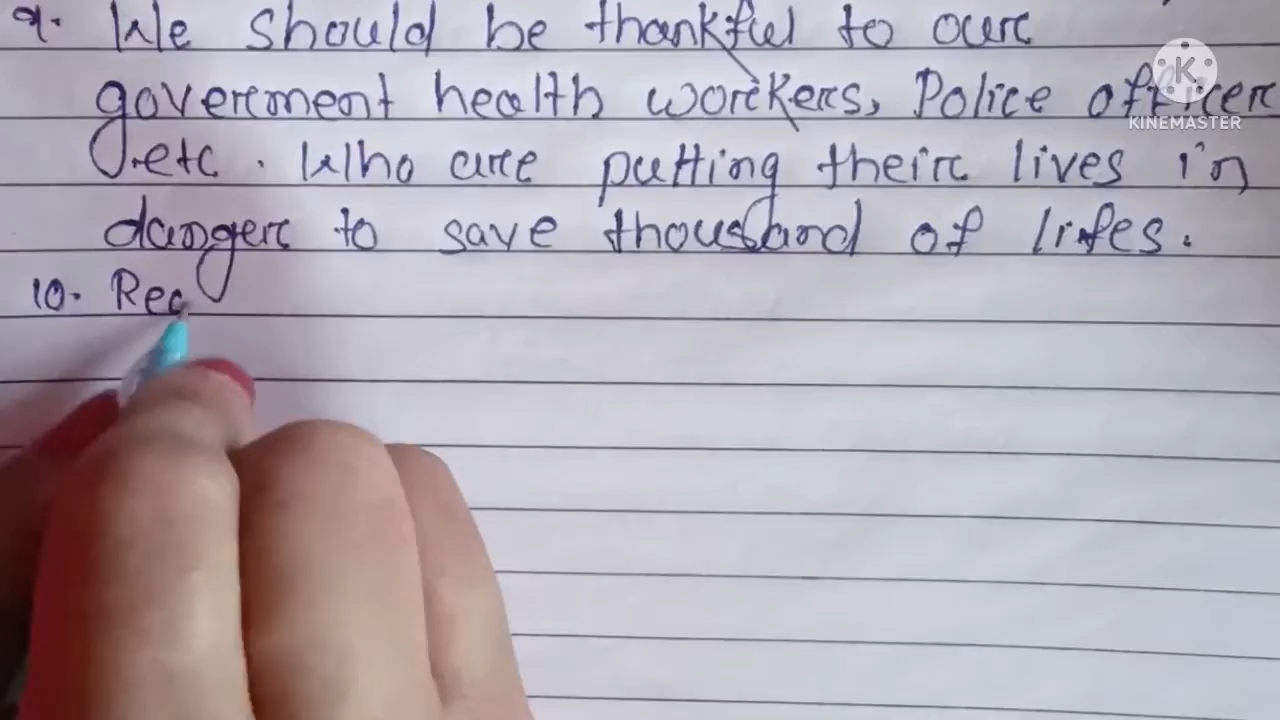 9. We should be thankful to our
goverment health workers, Police officer
etc. Who are putting their lives in
danger to save thousand of lifes.
10. Rea
K
KINEMASTER